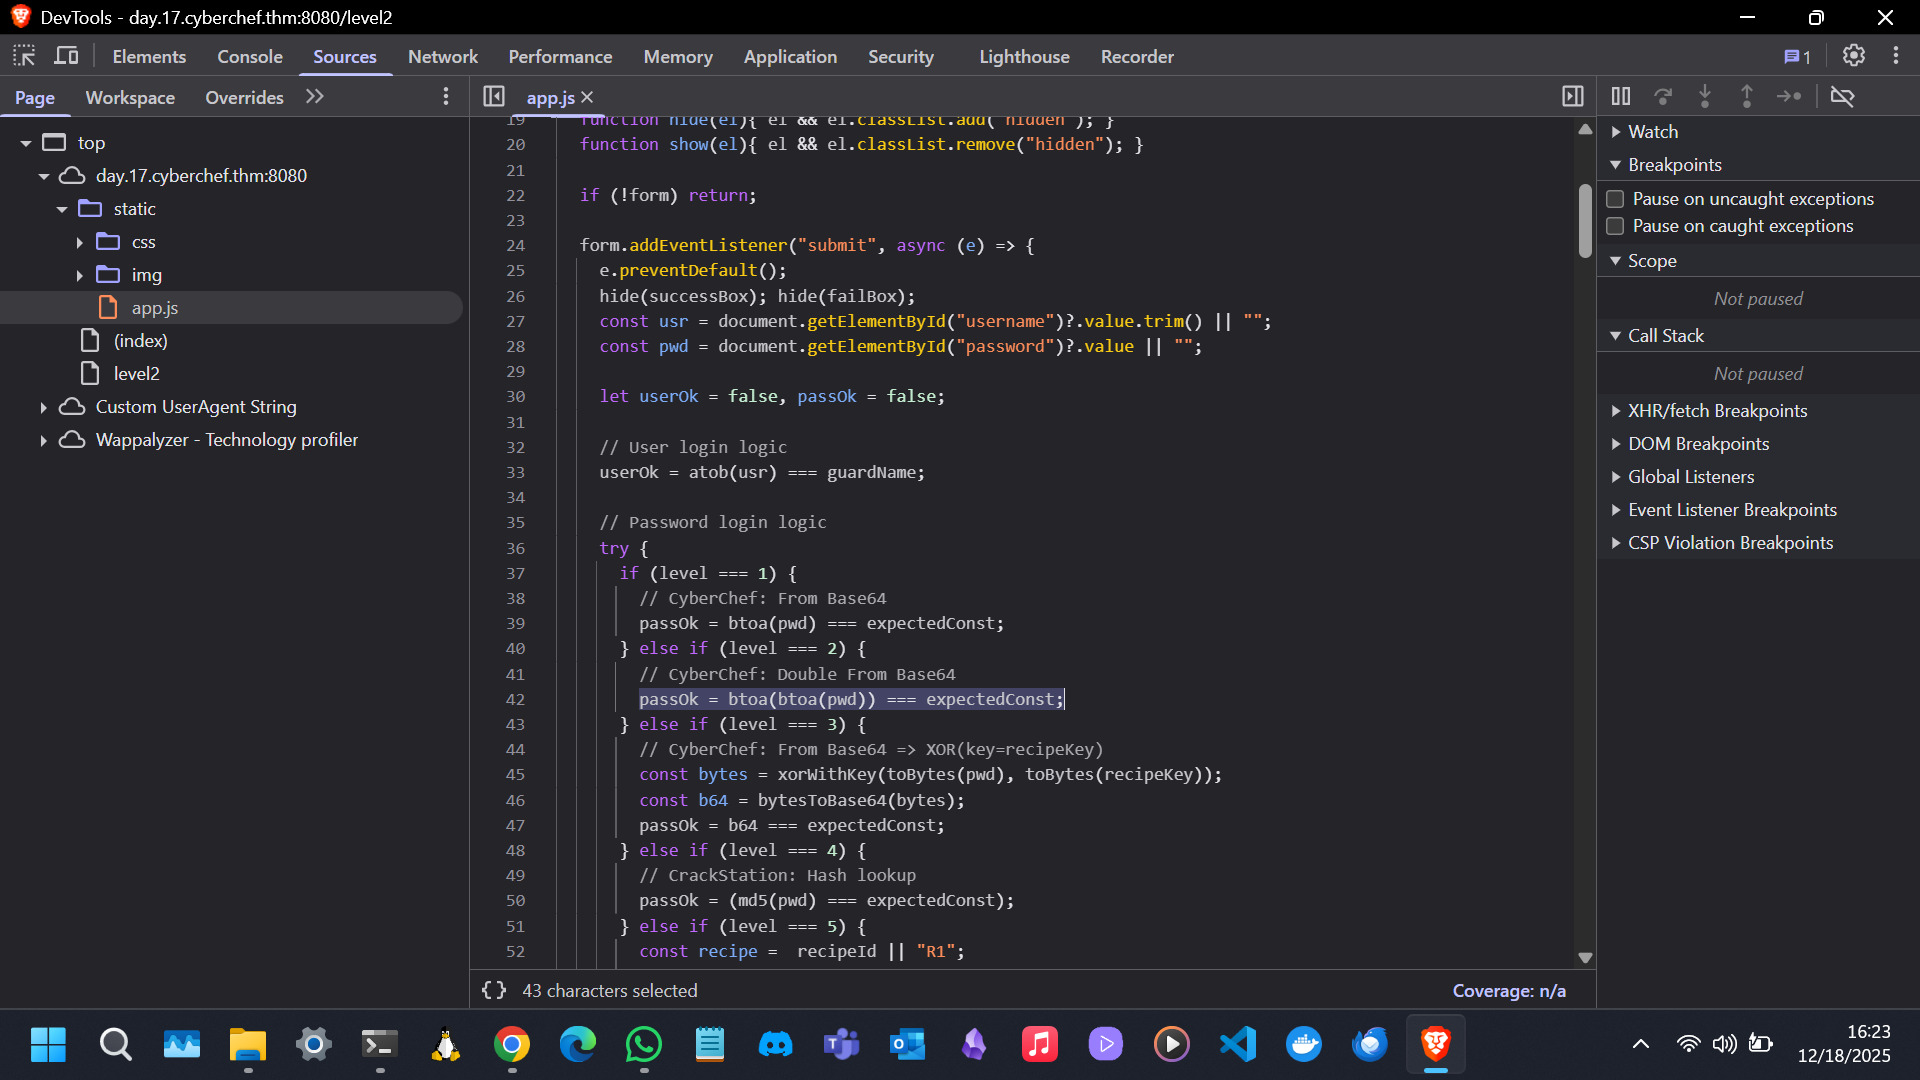 DevTools - day.17.cyberchef.thm:8080/level2
Elements Console Sources Network Performance Memory Application Security Lighthouse Recorder 1
Page Workspace Overrides
app.js
top
day.17.cyberchef.thm:8080
static
css
img
app.js
(index)
level2
Custom UserAgent String
Wappalyzer - Technology profiler
19 function hide(el){ el && el.classList.add("hidden"); }
20 function show(el){ el && el.classList.remove("hidden"); }
21
22 if (!form) return;
23
24 form.addEventListener("submit", async (e) => {
25 e.preventDefault();
26 hide(successBox); hide(failBox);
27 const usr = document.getElementById("username")?.value.trim() || "";
28 const pwd = document.getElementById("password")?.value || "";
29
30 let userOk = false, passOk = false;
31
32 // User login logic
33 userOk = atob(usr) === guardName;
34
35 // Password login logic
36 try {
37 if (level === 1) {
38 // CyberChef: From Base64
39 passOk = btoa(pwd) === expectedConst;
40 } else if (level === 2) {
41 // CyberChef: Double From Base64
42 passOk = btoa(btoa(pwd)) === expectedConst;
43 } else if (level === 3) {
44 // CyberChef: From Base64 => XOR(key=recipeKey)
45 const bytes = xorWithKey(toBytes(pwd), toBytes(recipeKey));
46 const b64 = bytesToBase64(bytes);
47 passOk = b64 === expectedConst;
48 } else if (level === 4) {
49 // CrackStation: Hash lookup
50 passOk = (md5(pwd) === expectedConst);
51 } else if (level === 5) {
52 const recipe = recipeId || "R1";
{} 43 characters selected
Coverage: n/a
Watch
Breakpoints
Pause on uncaught exceptions
Pause on caught exceptions
Scope
Not paused
Call Stack
Not paused
XHR/fetch Breakpoints
DOM Breakpoints
Global Listeners
Event Listener Breakpoints
CSP Violation Breakpoints
16:23
12/18/2025